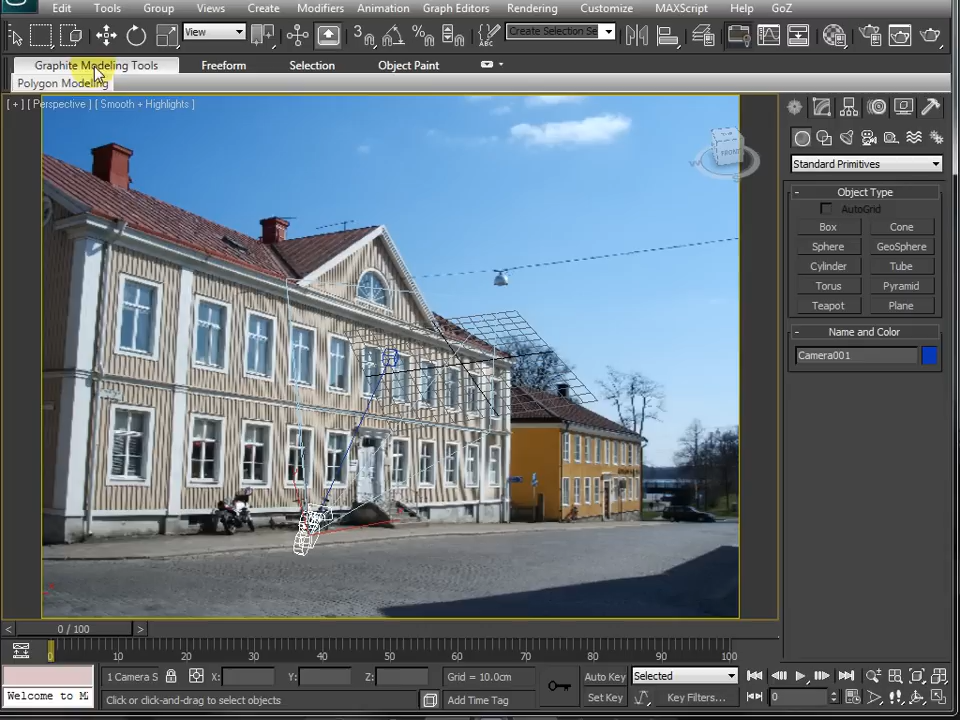 Edit Tools Group Views Create Modifiers Animation Graph Editors Rendering Customize MAXScript Help GoZ
View
3
%
ABC
Create Selection Se
Graphite Modeling Tools Freeform Selection Object Paint
Polygon Modeling
[ + ] [ Perspective ] [ Smooth + Highlights ]
FRONT
Standard Primitives
- Object Type
AutoGrid
Box Cone
Sphere GeoSphere
Cylinder Tube
Torus Pyramid
Teapot Plane
- Name and Color
Camera001
< 0 / 100 >
0 10 20 30 40 50 60 70 80 90 100
1 Camera S X: Y: Z: Grid = 10.0cm Auto Key Selected
Welcome to M Click or click-and-drag to select objects Add Time Tag Set Key Key Filters... 0